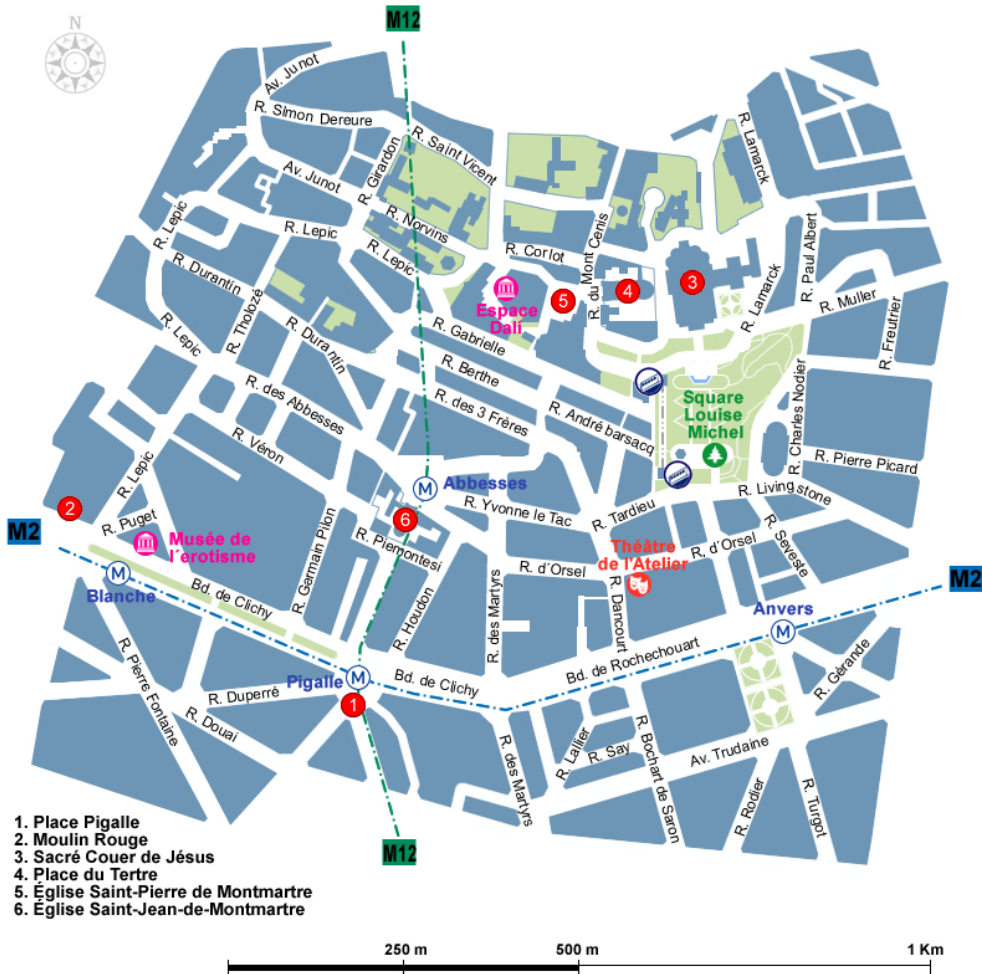 N
M12
Av. Junot
R. Simon Dereure
R. Saint Vicent
R. Lamarck
R. Girardon
Av. Junot
R. Norvins
R. Lepic
R. Lepic
R. Lepic
R. Corlot
R. du Mont Cenis
R. Paul Albert
R. Durantin
R. Tholozé
Espace
Dalí
5
4
3
R. Lamarck
R. Muller
R. Freutrier
R. Lepic
R. Durantin
R. Gabrielle
R. Berthe
R. des 3 Frères
R. André barsacq
Square
Louise
Michel
R. Charles Nodier
R. des Abbesses
R. Véron
R. Lepic
R. Pierre Picard
M
Abbesses
R. Livingstone
2
R. Puget
M2
Musée de
l´erotisme
6
R. Yvonne le Tac
R. Tardieu
R. Piemontesi
R. Germain Pilon
Théâtre
de l'Atelier
R. d´Orsel
R. d'Orsel
R. Seveste
M
Blanche
Bd. de Clichy
R. Houdon
R. des Martyrs
R. Dancourt
M2
Anvers
M
Bd. de Rochechouart
R. Pierre Fontaine
Pigalle
M
Bd. de Clichy
R. Gérande
R. Duperré
R. Douai
1
R. des Martyrs
R. Lallier
R. Say
R. Bochart de Saron
Av. Trudaine
R. Rodier
R. Turgot
M12
1. Place Pigalle
2. Moulin Rouge
3. Sacré Couer de Jésus
4. Place du Tertre
5. Église Saint-Pierre de Montmartre
6. Église Saint-Jean-de-Montmartre
250 m
500 m
1 Km